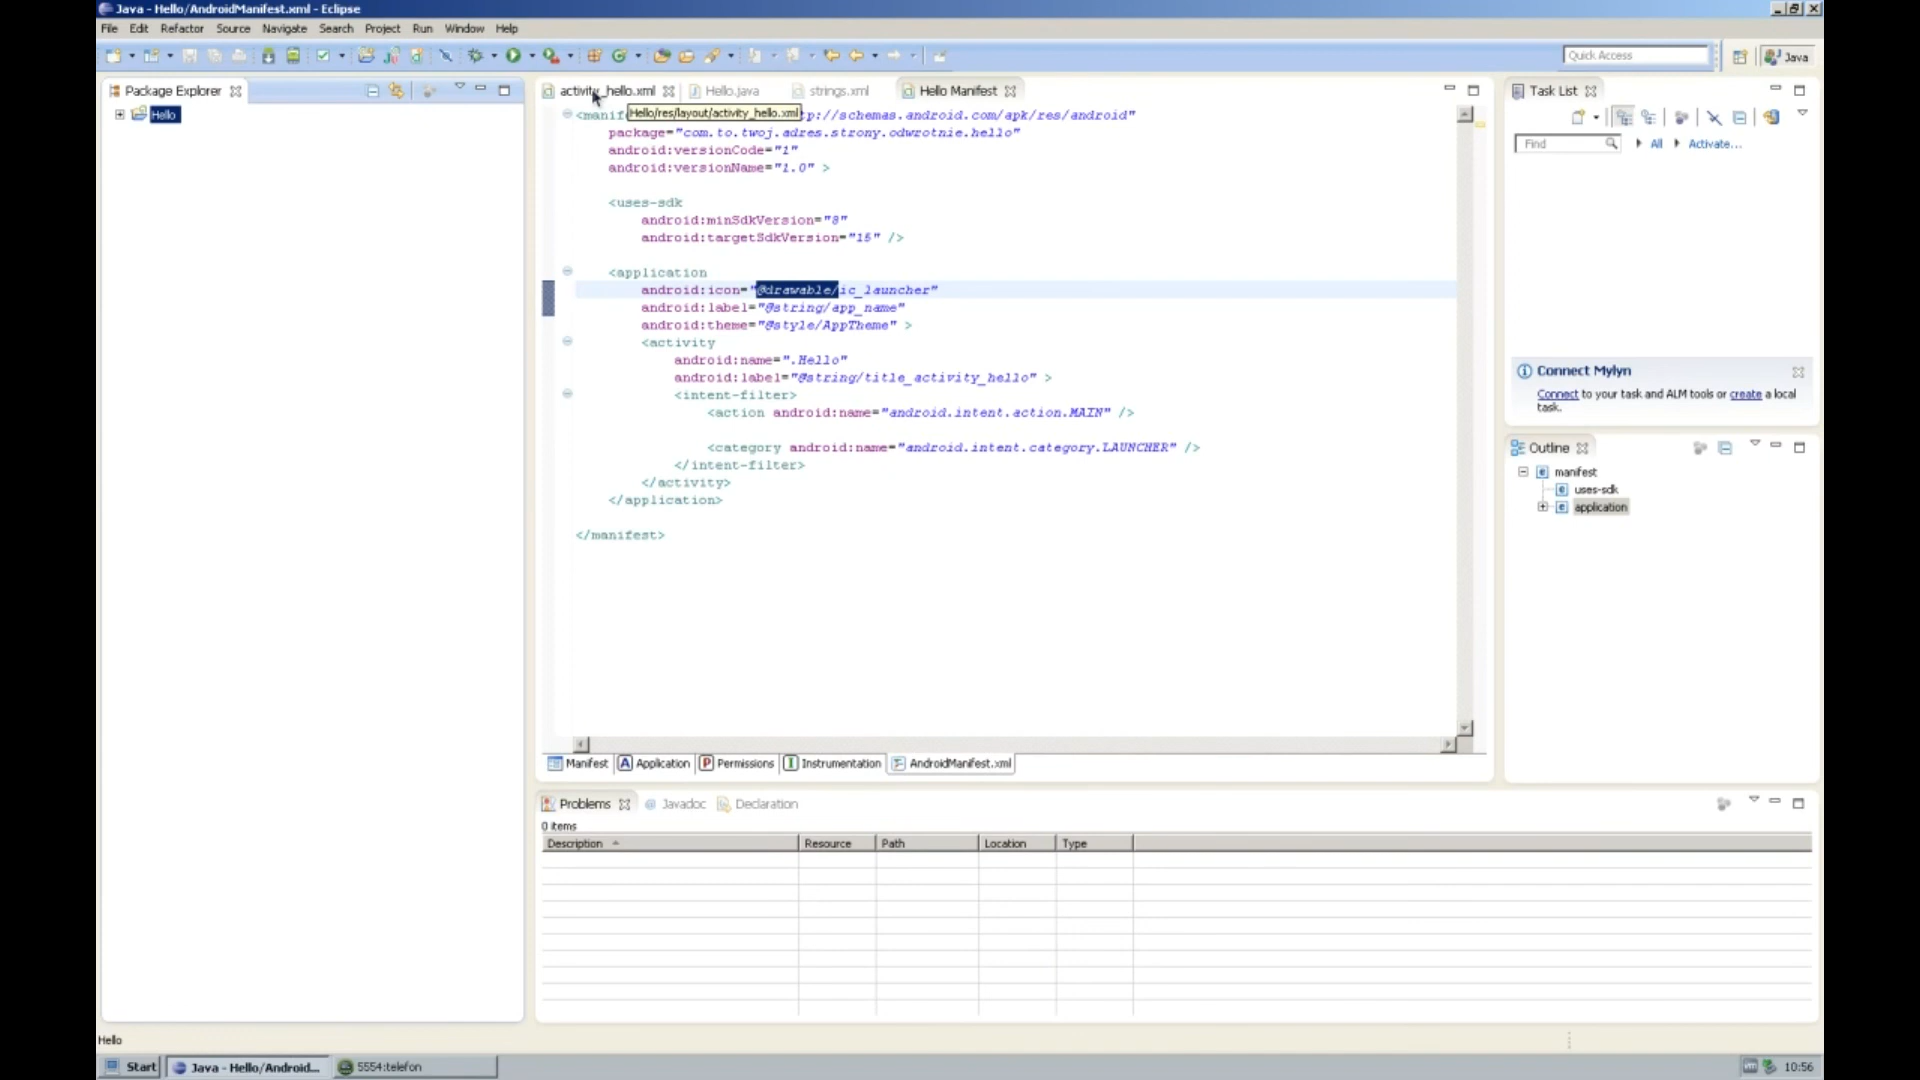 Java - Hello/AndroidManifest.xml - Eclipse
File Edit Refactor Source Navigate Search Project Run Window Help
Quick Access
Java
Package Explorer
Hello
activity_hello.xml
Hello.java
strings.xml
Hello Manifest
Hello/res/layout/activity_hello.xml
<manif p://schemas.android.com/apk/res/android"
package="com.to.twoj.adres.strony.odwrotnie.hello"
android:versionCode="1"
android:versionName="1.0" >
<uses-sdk
android:minSdkVersion="8"
android:targetSdkVersion="15" />
<application
android:icon="@drawable/ic_launcher"
android:label="@string/app_name"
android:theme="@style/AppTheme" >
<activity
android:name=".Hello"
android:label="@string/title_activity_hello" >
<intent-filter>
<action android:name="android.intent.action.MAIN" />
<category android:name="android.intent.category.LAUNCHER" />
</intent-filter>
</activity>
</application>
</manifest>
Manifest
Application
Permissions
Instrumentation
AndroidManifest.xml
Task List
Find
All
Activate...
Connect Mylyn
Connect to your task and ALM tools or create a local
task.
Outline
manifest
uses-sdk
application
Problems
Javadoc
Declaration
0 items
Description Resource Path Location Type
Hello
Start
Java - Hello/Android...
5554:telefon
10:56